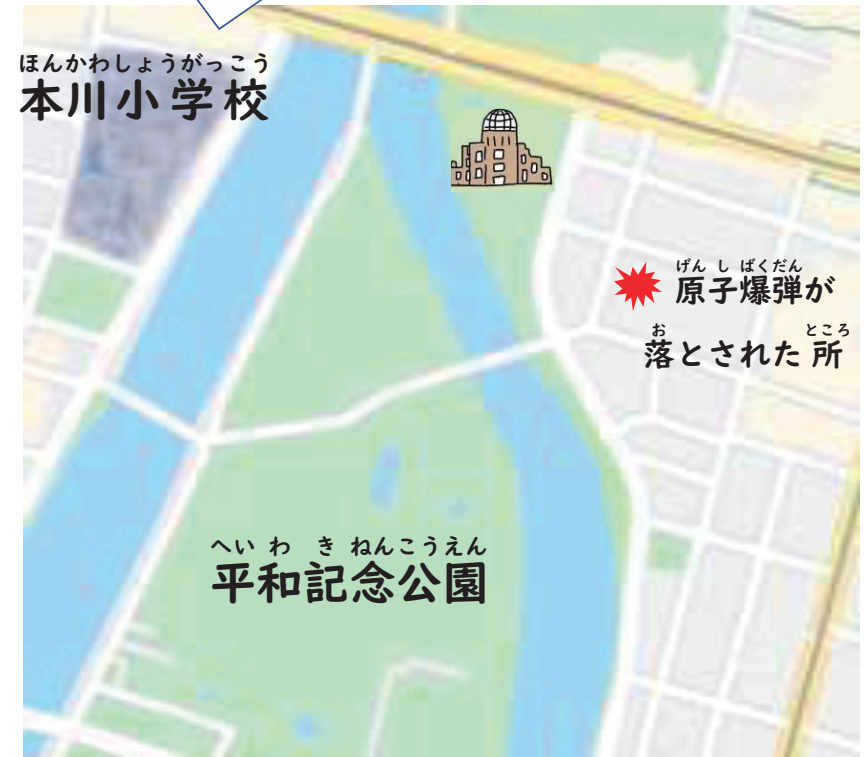 ほんかわしょうがっこう
本川小学校
げんしばくだん
原子爆弾が
お ところ
落とされた所
へいわきねんこうえん
平和記念公園